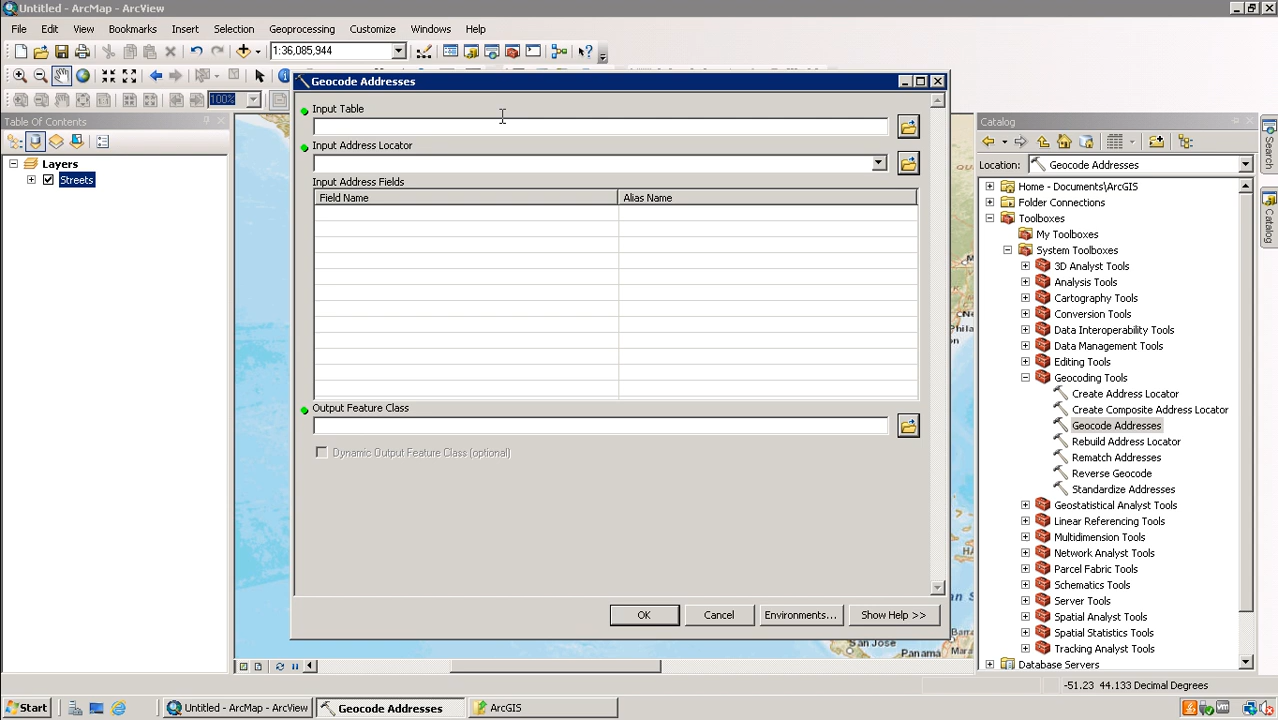 Untitled - ArcMap - ArcView
File Edit View Bookmarks Insert Selection Geoprocessing Customize Windows Help
1:36,085,944
100%
Table Of Contents
Layers
Streets
Geocode Addresses
Input Table
Input Address Locator
Input Address Fields
Field Name Alias Name
Output Feature Class
Dynamic Output Feature Class (optional)
OK Cancel Environments... Show Help >>
Phila
San José
Panama
Catalog
Location: Geocode Addresses
Home - Documents\ArcGIS
Folder Connections
Toolboxes
My Toolboxes
System Toolboxes
3D Analyst Tools
Analysis Tools
Cartography Tools
Conversion Tools
Data Interoperability Tools
Data Management Tools
Editing Tools
Geocoding Tools
Create Address Locator
Create Composite Address Locator
Geocode Addresses
Rebuild Address Locator
Rematch Addresses
Reverse Geocode
Standardize Addresses
Geostatistical Analyst Tools
Linear Referencing Tools
Multidimension Tools
Network Analyst Tools
Parcel Fabric Tools
Schematics Tools
Server Tools
Spatial Analyst Tools
Spatial Statistics Tools
Tracking Analyst Tools
Database Servers
Search
Catalog
-51.23 44.133 Decimal Degrees
Start
Untitled - ArcMap - ArcView
Geocode Addresses
ArcGIS